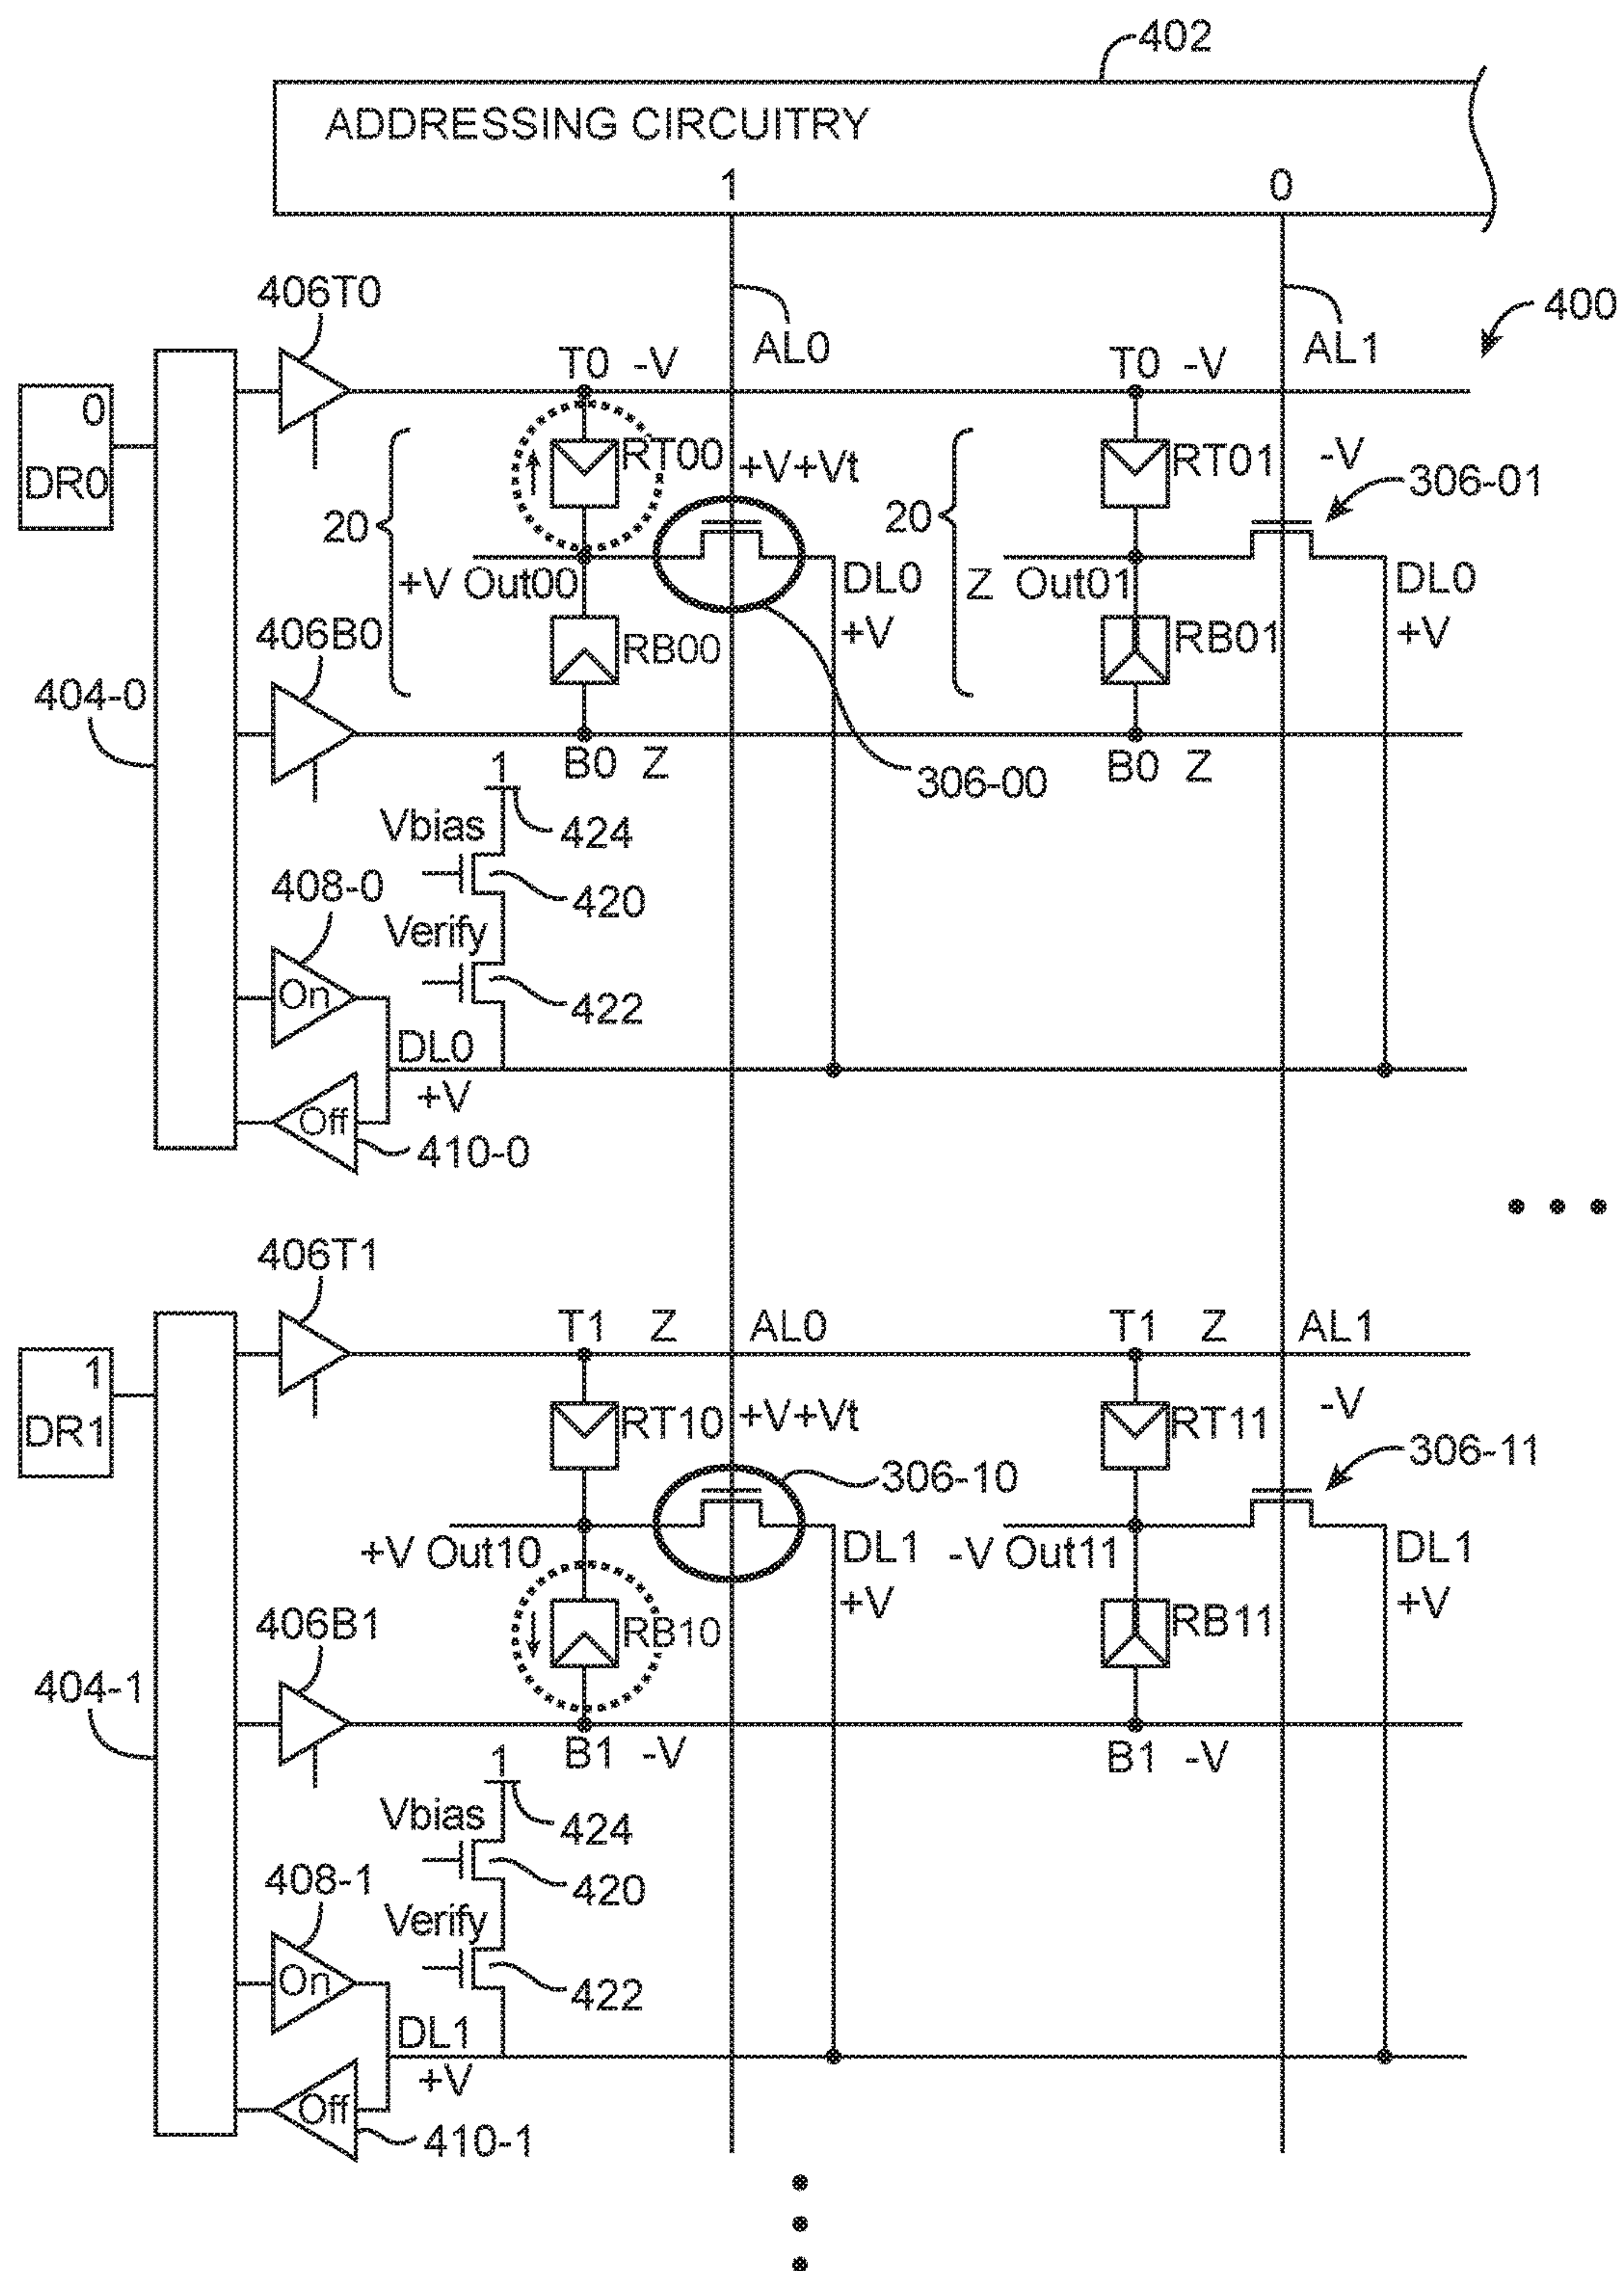 402
ADDRESSING CIRCUITRY
1 0
406T0
400
T0 -V AL0 T0 -V AL1
0
DR0
RT00 +V+Vt RT01 -V 306-01
20 20
+V Out00 DL0 Z Out01 DL0
+V +V
406B0 RB00 RB01
404-0
B0 Z 306-00 B0 Z
1
Vbias 424
408-0 420
Verify
On 422
DL0
+V
Off 410-0
406T1
T1 Z AL0 T1 Z AL1
1
DR1
RT10 +V+Vt RT11 -V
306-10 306-11
+V Out10 DL1 -V Out11 DL1
+V +V
406B1 RB10 RB11
404-1
B1 -V B1 -V
1
Vbias 424
408-1 420
Verify
On 422
DL1
+V
Off 410-1